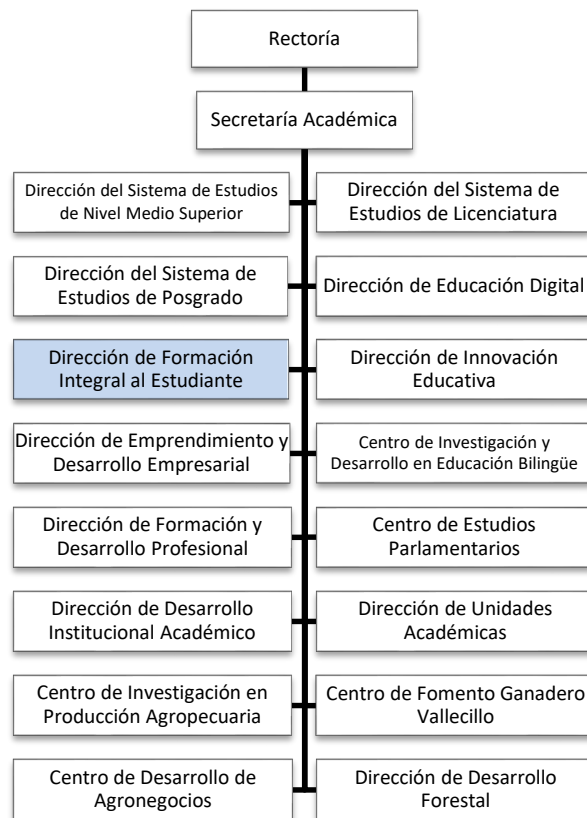 Rectoría
Secretaría Académica
Dirección del Sistema de Estudios
de Nivel Medio Superior
Dirección del Sistema de
Estudios de Licenciatura
Dirección del Sistema de
Estudios de Posgrado
Dirección de Educación Digital
Dirección de Formación
Integral al Estudiante
Dirección de Innovación
Educativa
Dirección de Emprendimiento y
Desarrollo Empresarial
Centro de Investigación y
Desarrollo en Educación Bilingüe
Dirección de Formación y
Desarrollo Profesional
Centro de Estudios
Parlamentarios
Dirección de Desarrollo
Institucional Académico
Dirección de Unidades
Académicas
Centro de Investigación en
Producción Agropecuaria
Centro de Fomento Ganadero
Vallecillo
Centro de Desarrollo de
Agronegocios
Dirección de Desarrollo
Forestal